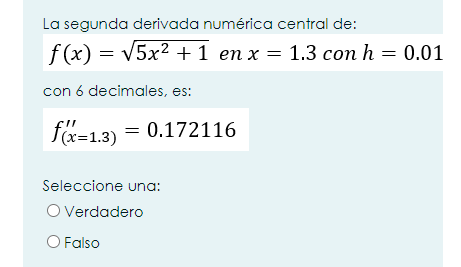 La segunda derivada numérica central de:
f(x) = √5x² + 1 en x = 1.3 con h = 0.01
con 6 decimales, es:
f''(x=1.3) = 0.172116
Seleccione una:
Verdadero
Falso